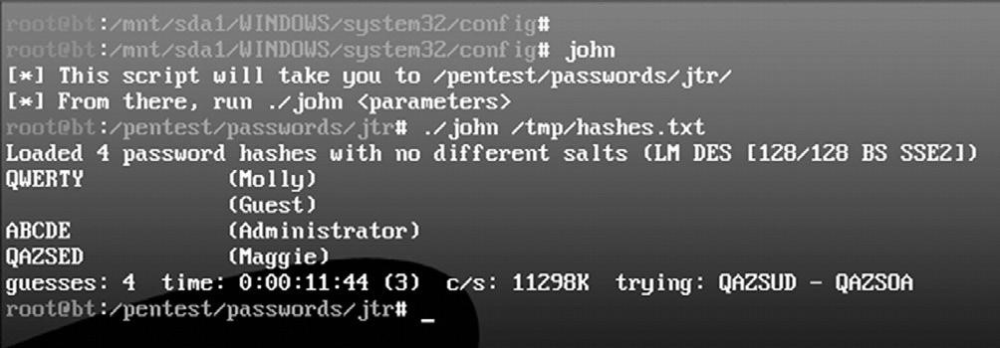 root@bt:/mnt/sda1/WINDOWS/system32/config#
root@bt:/mnt/sda1/WINDOWS/system32/config# john
[*] This script will take you to /pentest/passwords/jtr/
[*] From there, run ./john <parameters>
root@bt:/pentest/passwords/jtr# ./john /tmp/hashes.txt
Loaded 4 password hashes with no different salts (LM DES [128/128 BS SSE2])
QWERTY (Molly)
(Guest)
ABCDE (Administrator)
QAZSED (Maggie)
guesses: 4 time: 0:00:11:44 (3) c/s: 11298K trying: QAZSUD - QAZSOA
root@bt:/pentest/passwords/jtr# _